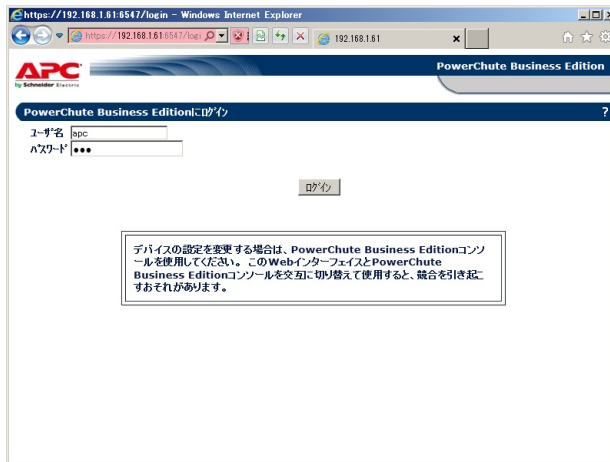 https://192.168.1.61:6547/login - Windows Internet Explorer
https://192.168.1.61:6547/logi
192.168.1.61
APC
by Schneider Electric
PowerChute Business Edition
PowerChute Business Editionにログイン
?
ユーザ名 apc
パスワード •••
ログイン
デバイスの設定を変更する場合は、PowerChute Business Editionコンソ
ールを使用してください。 このWebインターフェイスとPowerChute
Business Editionコンソールを交互に切り替えて使用すると、競合を引き起こ
すおそれがあります。